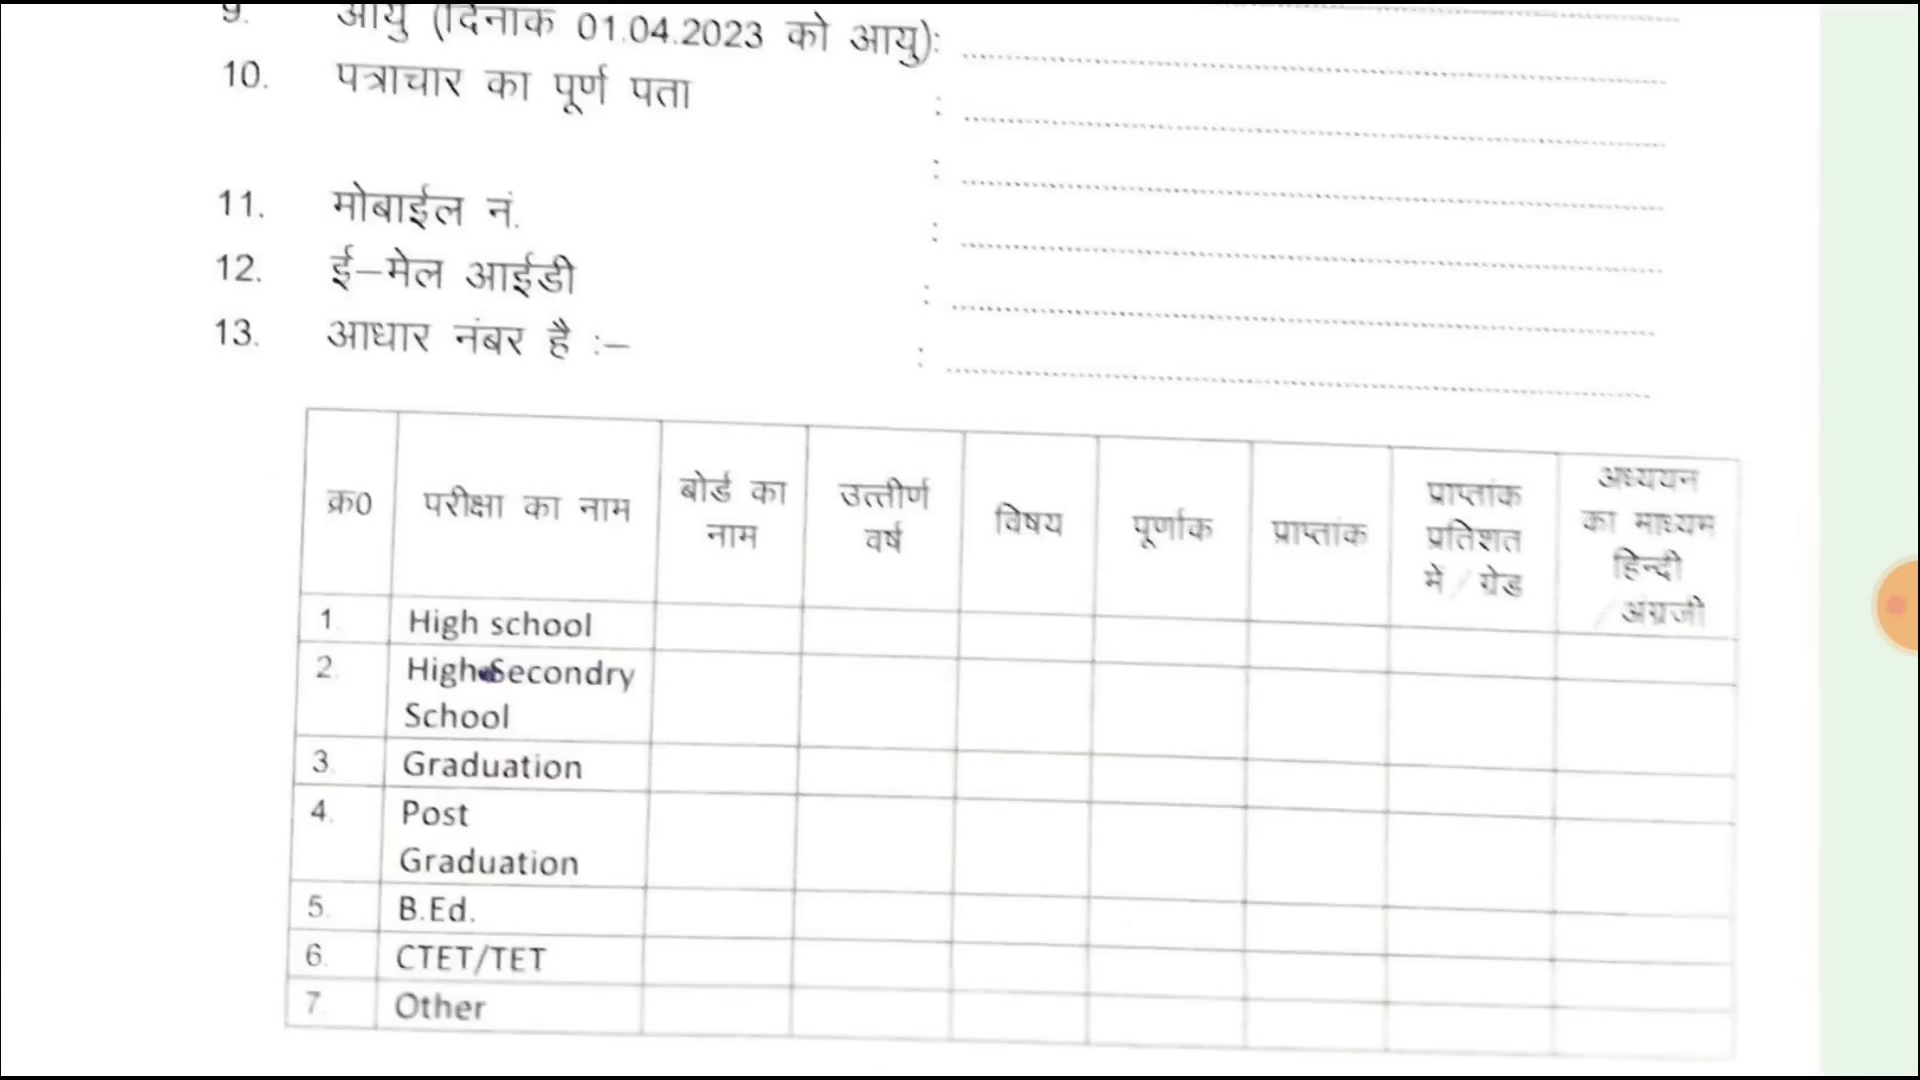 9. आयु (दिनांक 01.04.2023 को आयु):
10. पत्राचार का पूर्ण पता :
:
11. मोबाईल नं. :
12. ई–मेल आईडी :
13. आधार नंबर है :– :
क्र0 परीक्षा का नाम बोर्ड का नाम उत्तीर्ण वर्ष विषय पूर्णांक प्राप्तांक प्राप्तांक प्रतिशत में / ग्रेड अध्ययन का माध्यम हिन्दी / अंग्रजी
1. High school
2. High Secondry
School
3. Graduation
4. Post
Graduation
5. B.Ed.
6. CTET/TET
7. Other